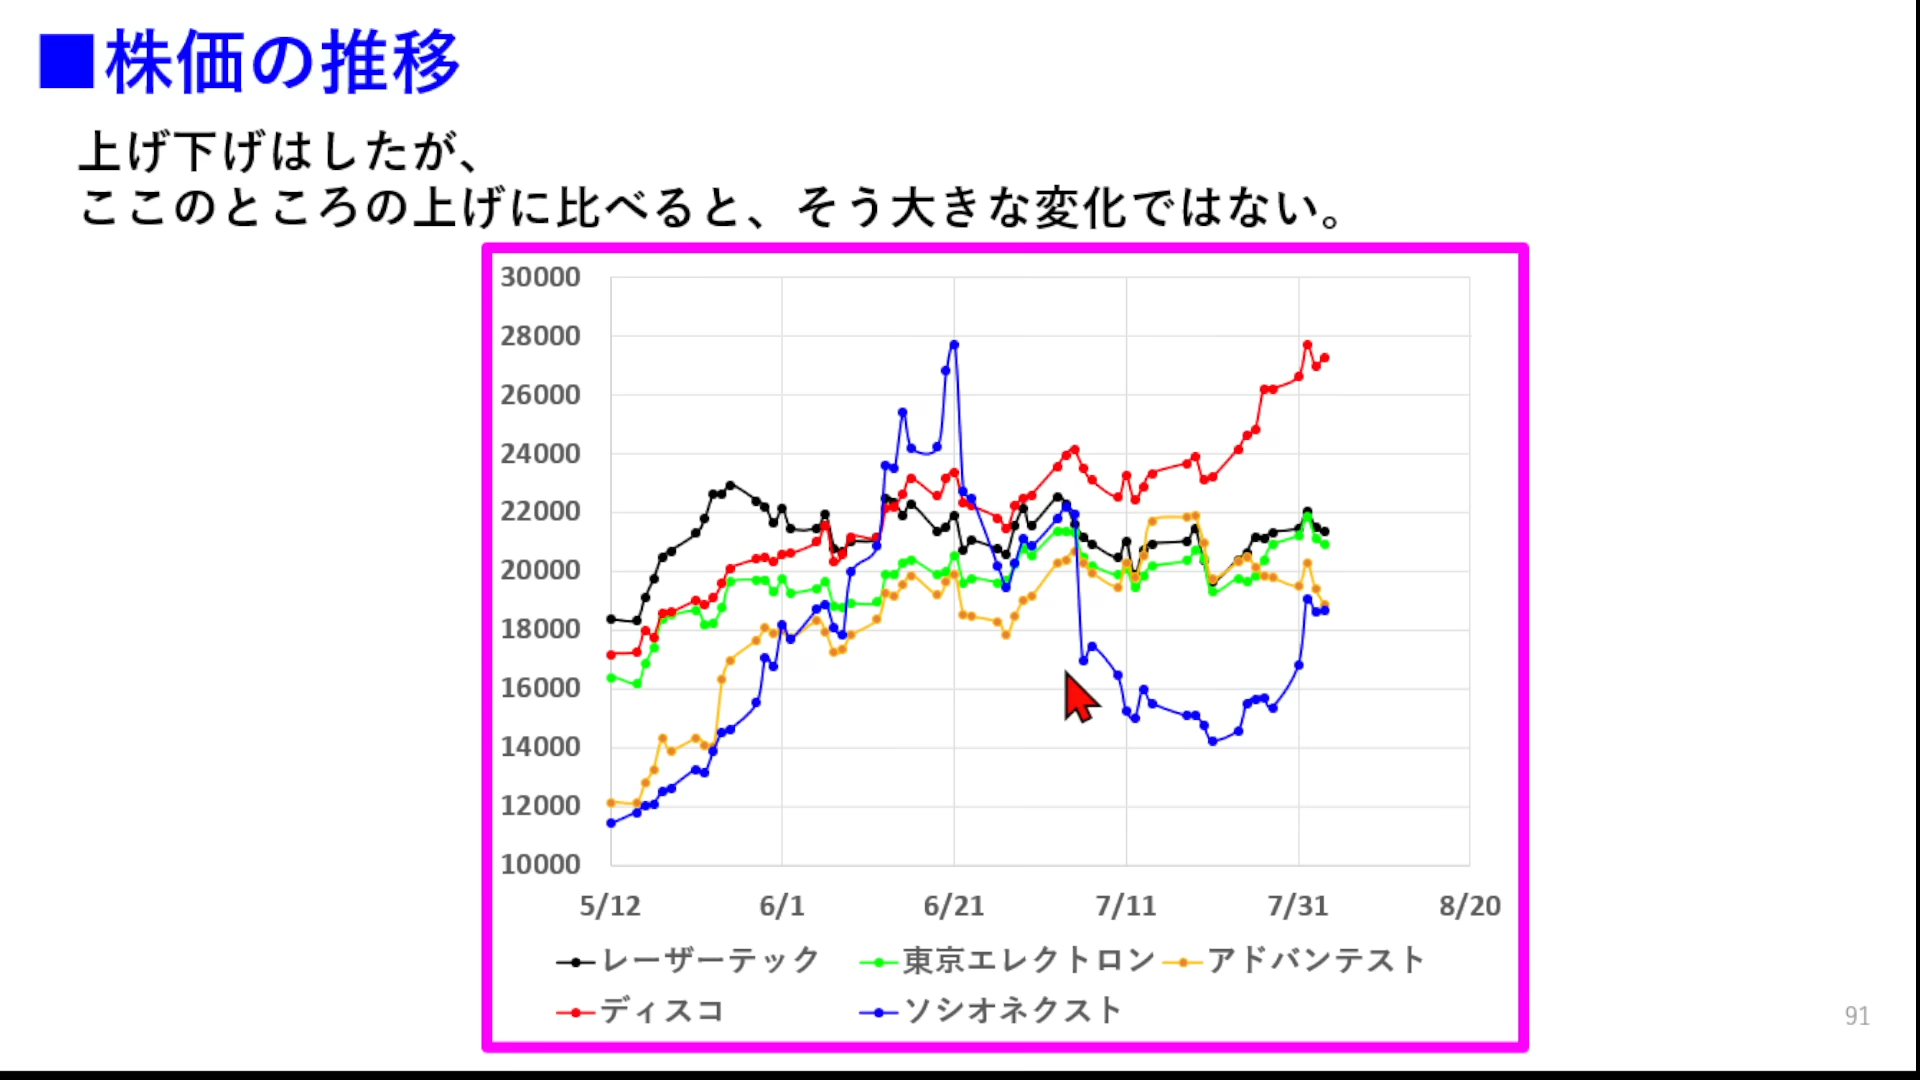 ■株価の推移
上げ下げはしたが、
ここのところの上げに比べると、そう大きな変化ではない。
30000
28000
26000
24000
22000
20000
18000
16000
14000
12000
10000
5/12 6/1 6/21 7/11 7/31 8/20
レーザーテック 東京エレクトロン アドバンテスト
ディスコ ソシオネクスト
91